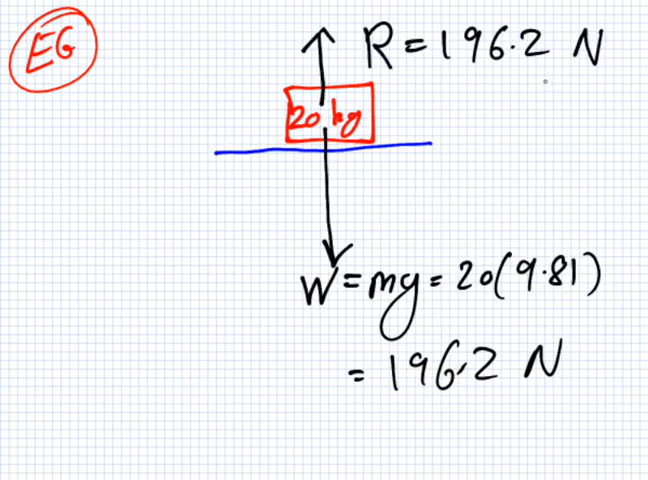 EG
R = 196.2 N
20 kg
W = mg = 20(9.81)
= 196.2 N